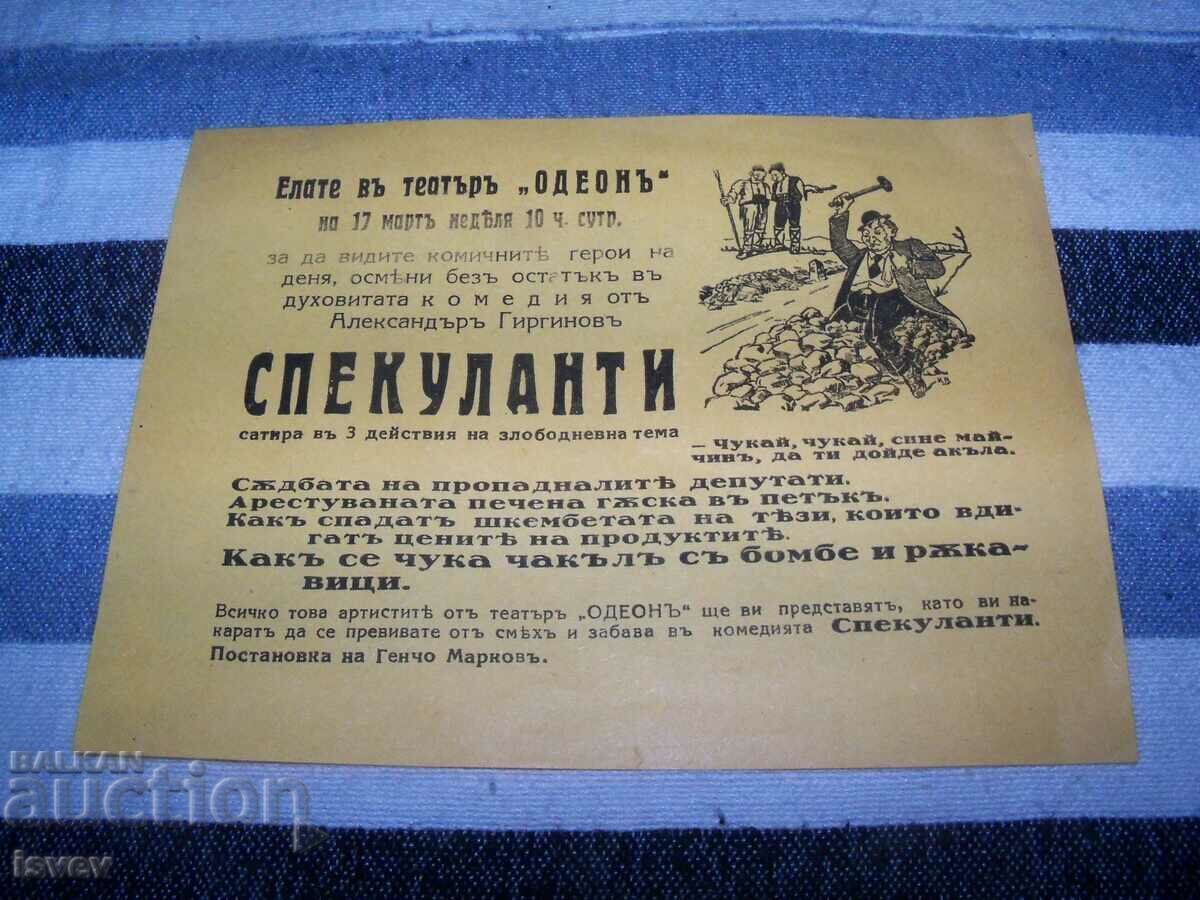 Елате въ театъръ „ОДЕОНЪ“
на 17 мартъ недѣля 10 ч. сутр.
за да видите комичнитѣ герои на
деня, осмѣни безъ остатъкъ въ
духовитата комедия отъ
Александъръ Гиргиновъ
СПЕКУЛАНТИ
сатира въ 3 действия на злободневна тема
– Чукай, чукай, сине май-
чинъ, да ти дойде акъла.
Сѫдбата на пропадналитѣ депутати.
Арестуваната печена гѫска въ петъкъ.
Какъ спадатъ шкембетата на тѣзи, които вди-
гатъ ценитѣ на продуктитѣ.
Какъ се чука чакълъ съ бомбе и рѫка-
вици.
Всичко това артиститѣ отъ театъръ „ОДЕОНЪ“ ще ви представятъ, като ви на-
каратъ да се превивате отъ смѣхъ и забава въ комедията Спекуланти.
Постановка на Генчо Марковъ.
BALKAN
auction
isvev